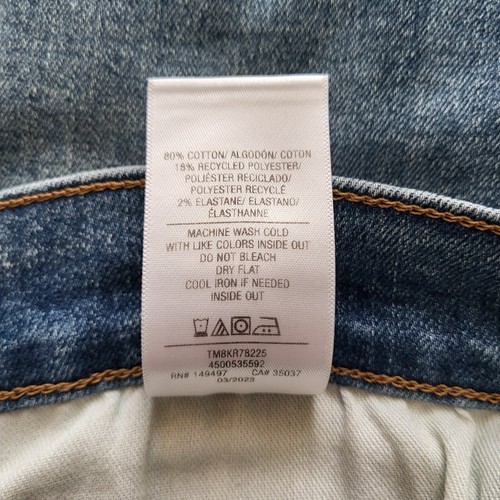 80% COTTON/ ALGODÓN/ COTON
18% RECYCLED POLYESTER/
POLIÉSTER RECICLADO/
POLYESTER RECYCLÉ
2% ELASTANE/ ELASTANO/
ÉLASTHANNE
MACHINE WASH COLD
WITH LIKE COLORS INSIDE OUT
DO NOT BLEACH
DRY FLAT
COOL IRON IF NEEDED
INSIDE OUT
TM8KR78225
4500535592
RN# 149497 CA# 35037
03/2023